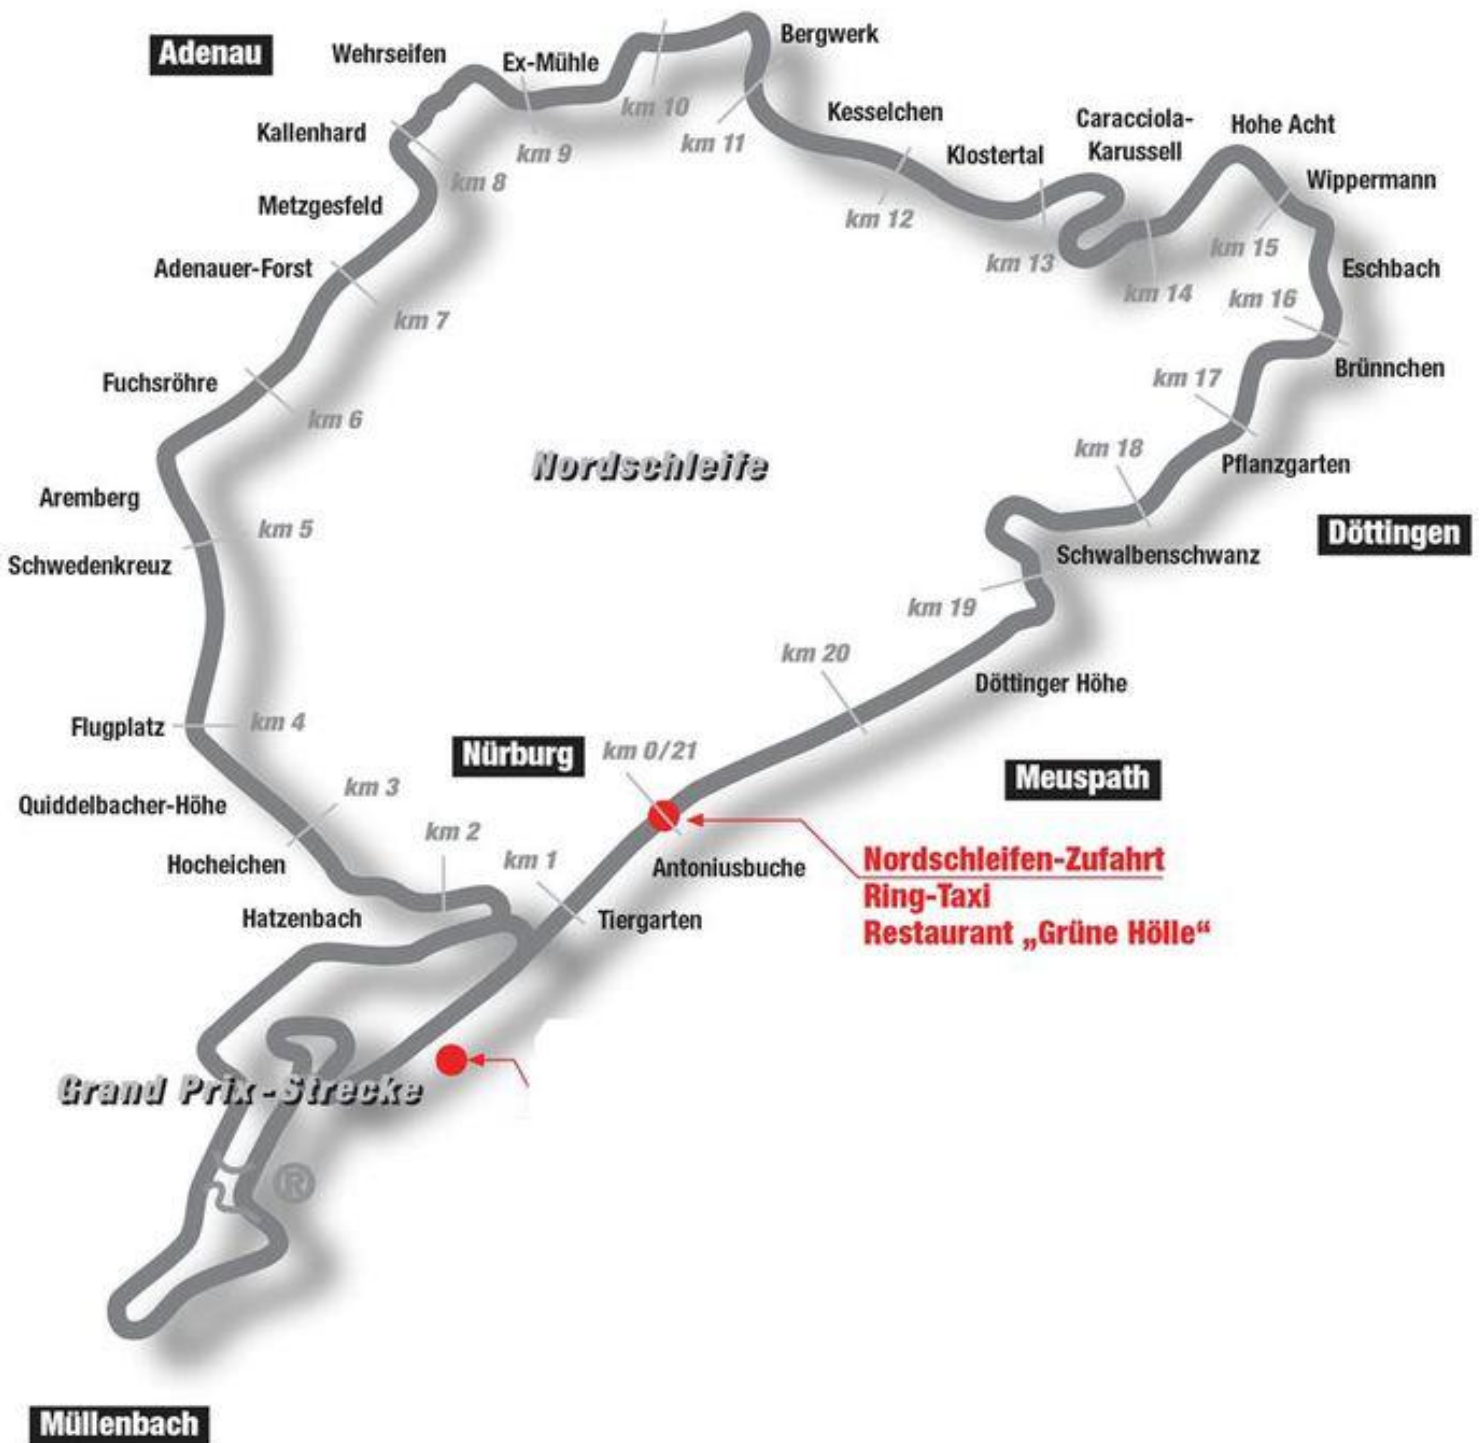 Bergwerk
Adenau
Wehrseifen
Ex-Mühle
km 10
Kesselchen
Caracciola-
Karussell
Hohe Acht
Kallenhard
km 9
km 11
Klostertal
km 8
Wippermann
Metzgesfeld
km 12
km 15
km 13
Adenauer-Forst
Eschbach
km 14
km 16
km 7
Brünnchen
Fuchsröhre
km 17
km 6
km 18
Nordschleife
Pflanzgarten
Aremberg
km 5
Döttingen
Schwedenkreuz
Schwalbenschwanz
km 19
km 20
Döttinger Höhe
Flugplatz
km 4
Nürburg
km 0/21
Meuspath
km 3
Quiddelbacher-Höhe
km 2
km 1
Hocheichen
Antoniusbuche
Nordschleifen-Zufahrt
Ring-Taxi
Restaurant „Grüne Hölle“
Hatzenbach
Tiergarten
Grand Prix-Strecke
®
Müllenbach